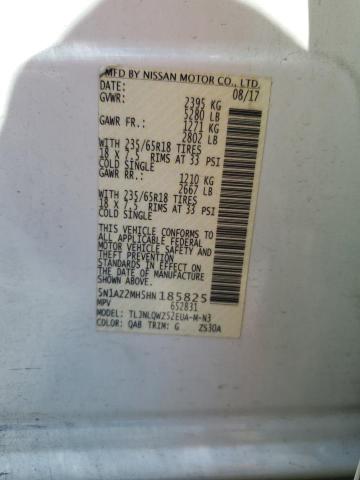 MFD BY NISSAN MOTOR CO., LTD.
DATE: 08/17
GVWR: 2395 KG
5280 LB
GAWR FR.: 1271 KG
2802 LB
WITH 235/65R18 TIRES
18 X 7.5, RIMS AT 33 PSI
COLD SINGLE
GAWR RR.: 1210 KG
2667 LB
WITH 235/65R18 TIRES
18 X 7.5, RIMS AT 33 PSI
COLD SINGLE
THIS VEHICLE CONFORMS TO
ALL APPLICABLE FEDERAL
MOTOR VEHICLE SAFETY AND
THEFT PREVENTION
STANDARDS IN EFFECT ON
THE DATE OF MANUFACTURE
SHOWN ABOVE.
5N1AZ2MH5HN185825
MPV 652831
MODEL: TLJNLQWZ52EUA-M-N3
COLOR: QAB TRIM: G ZS30A